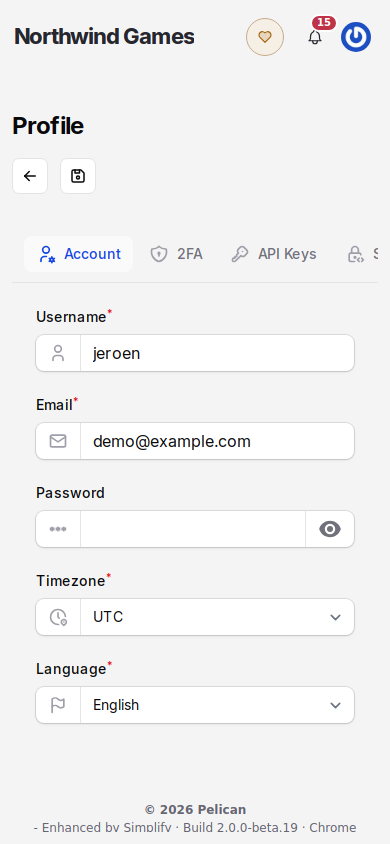 Northwind Games
15
Profile
Account
2FA
API Keys
Username*
jeroen
Email*
demo@example.com
Password
Timezone*
UTC
Language*
English
© 2026 Pelican
- Enhanced by Simplify · Build 2.0.0-beta.19 · Chrome